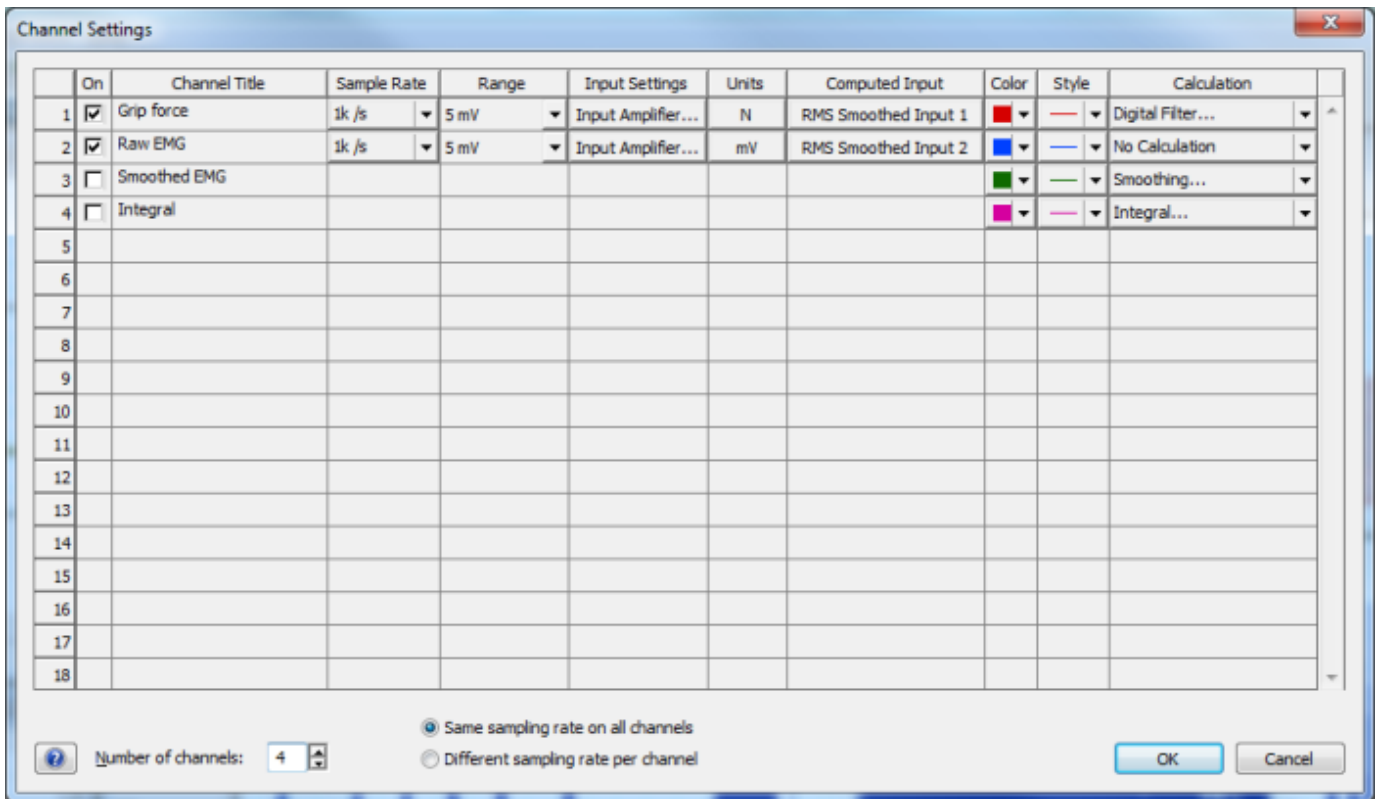 Channel Settings
On Channel Title Sample Rate Range Input Settings Units Computed Input Color Style Calculation
1 Grip force 1k /s 5 mV Input Amplifier... N RMS Smoothed Input 1 Digital Filter...
2 Raw EMG 1k /s 5 mV Input Amplifier... mV RMS Smoothed Input 2 No Calculation
3 Smoothed EMG Smoothing...
4 Integral Integral...
5
6
7
8
9
10
11
12
13
14
15
16
17
18
Same sampling rate on all channels
Number of channels: 4
Different sampling rate per channel
OK Cancel